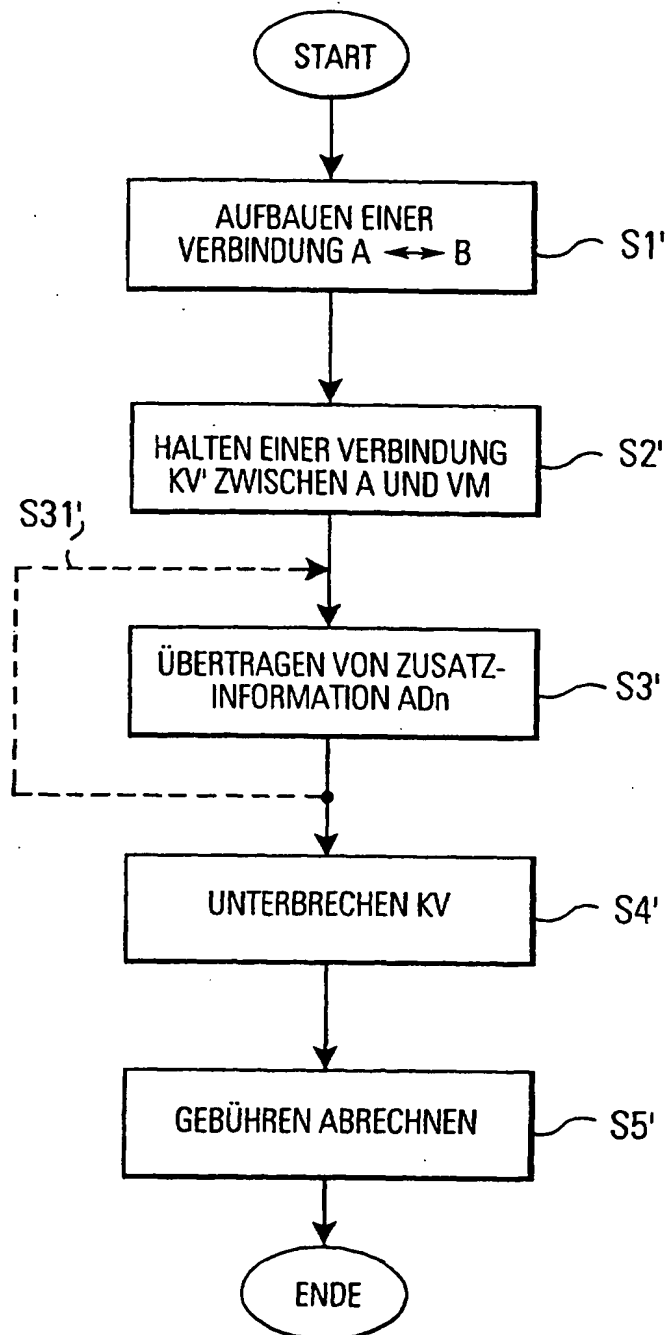 START
AUFBAUEN EINER
VERBINDUNG A ⟷ B
S1'
HALTEN EINER VERBINDUNG
KV' ZWISCHEN A UND VM
S2'
S31'
ÜBERTRAGEN VON ZUSATZ-
INFORMATION ADn
S3'
UNTERBRECHEN KV
S4'
GEBÜHREN ABRECHNEN
S5'
ENDE